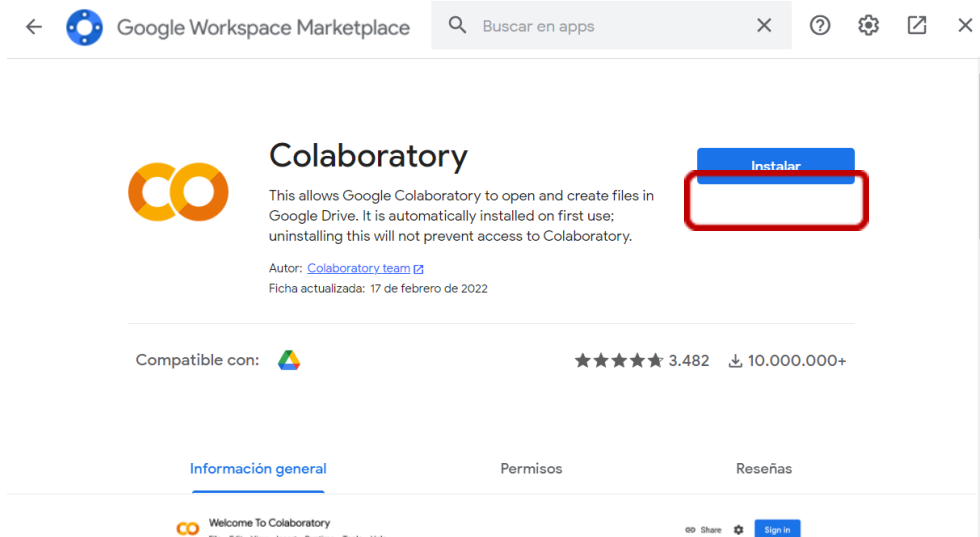 Google Workspace Marketplace
Buscar en apps
Colaboratory
Instalar
This allows Google Colaboratory to open and create files in
Google Drive. It is automatically installed on first use;
uninstalling this will not prevent access to Colaboratory.
Autor: Colaboratory team
Ficha actualizada: 17 de febrero de 2022
Compatible con:
3.482
10.000.000+
Información general
Permisos
Reseñas
Welcome To Colaboratory
Share
Sign in